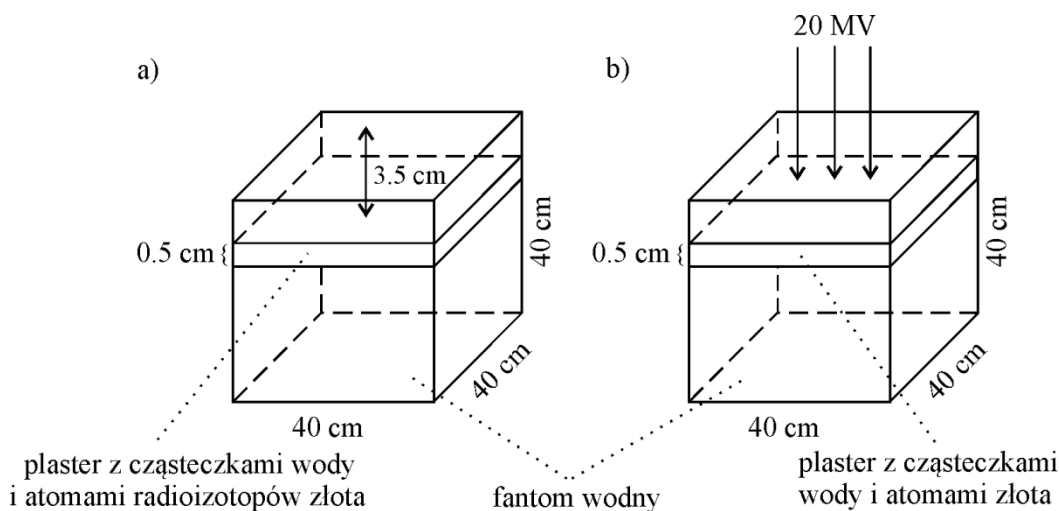 a)
3.5 cm
0.5 cm
40 cm
40 cm
40 cm
plaster z cząsteczkami wody
i atomami radioizotopów złota
fantom wodny
b)
20 MV
0.5 cm
40 cm
40 cm
40 cm
plaster z cząsteczkami
wody i atomami złota